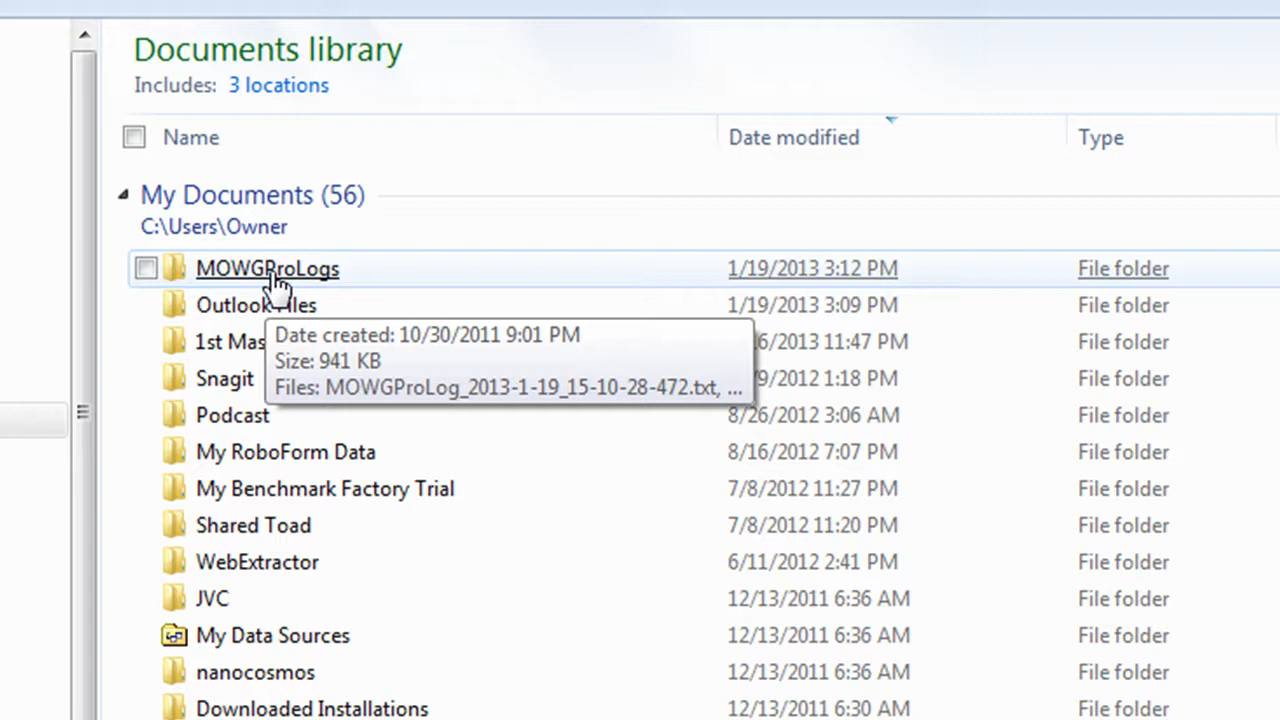 Documents library
Includes: 3 locations
Name Date modified Type
My Documents (56)
C:\Users\Owner
MOWGProLogs 1/19/2013 3:12 PM File folder
Outlook Files 1/19/2013 3:09 PM File folder
Date created: 10/30/2011 9:01 PM
Size: 941 KB
Files: MOWGProLog_2013-1-19_15-10-28-472.txt, ...
1st Mas 6/2013 11:47 PM File folder
Snagit /9/2012 1:18 PM File folder
Podcast 8/26/2012 3:06 AM File folder
My RoboForm Data 8/16/2012 7:07 PM File folder
My Benchmark Factory Trial 7/8/2012 11:27 PM File folder
Shared Toad 7/8/2012 11:20 PM File folder
WebExtractor 6/11/2012 2:41 PM File folder
JVC 12/13/2011 6:36 AM File folder
My Data Sources 12/13/2011 6:36 AM File folder
nanocosmos 12/13/2011 6:36 AM File folder
Downloaded Installations 12/13/2011 6:30 AM File folder